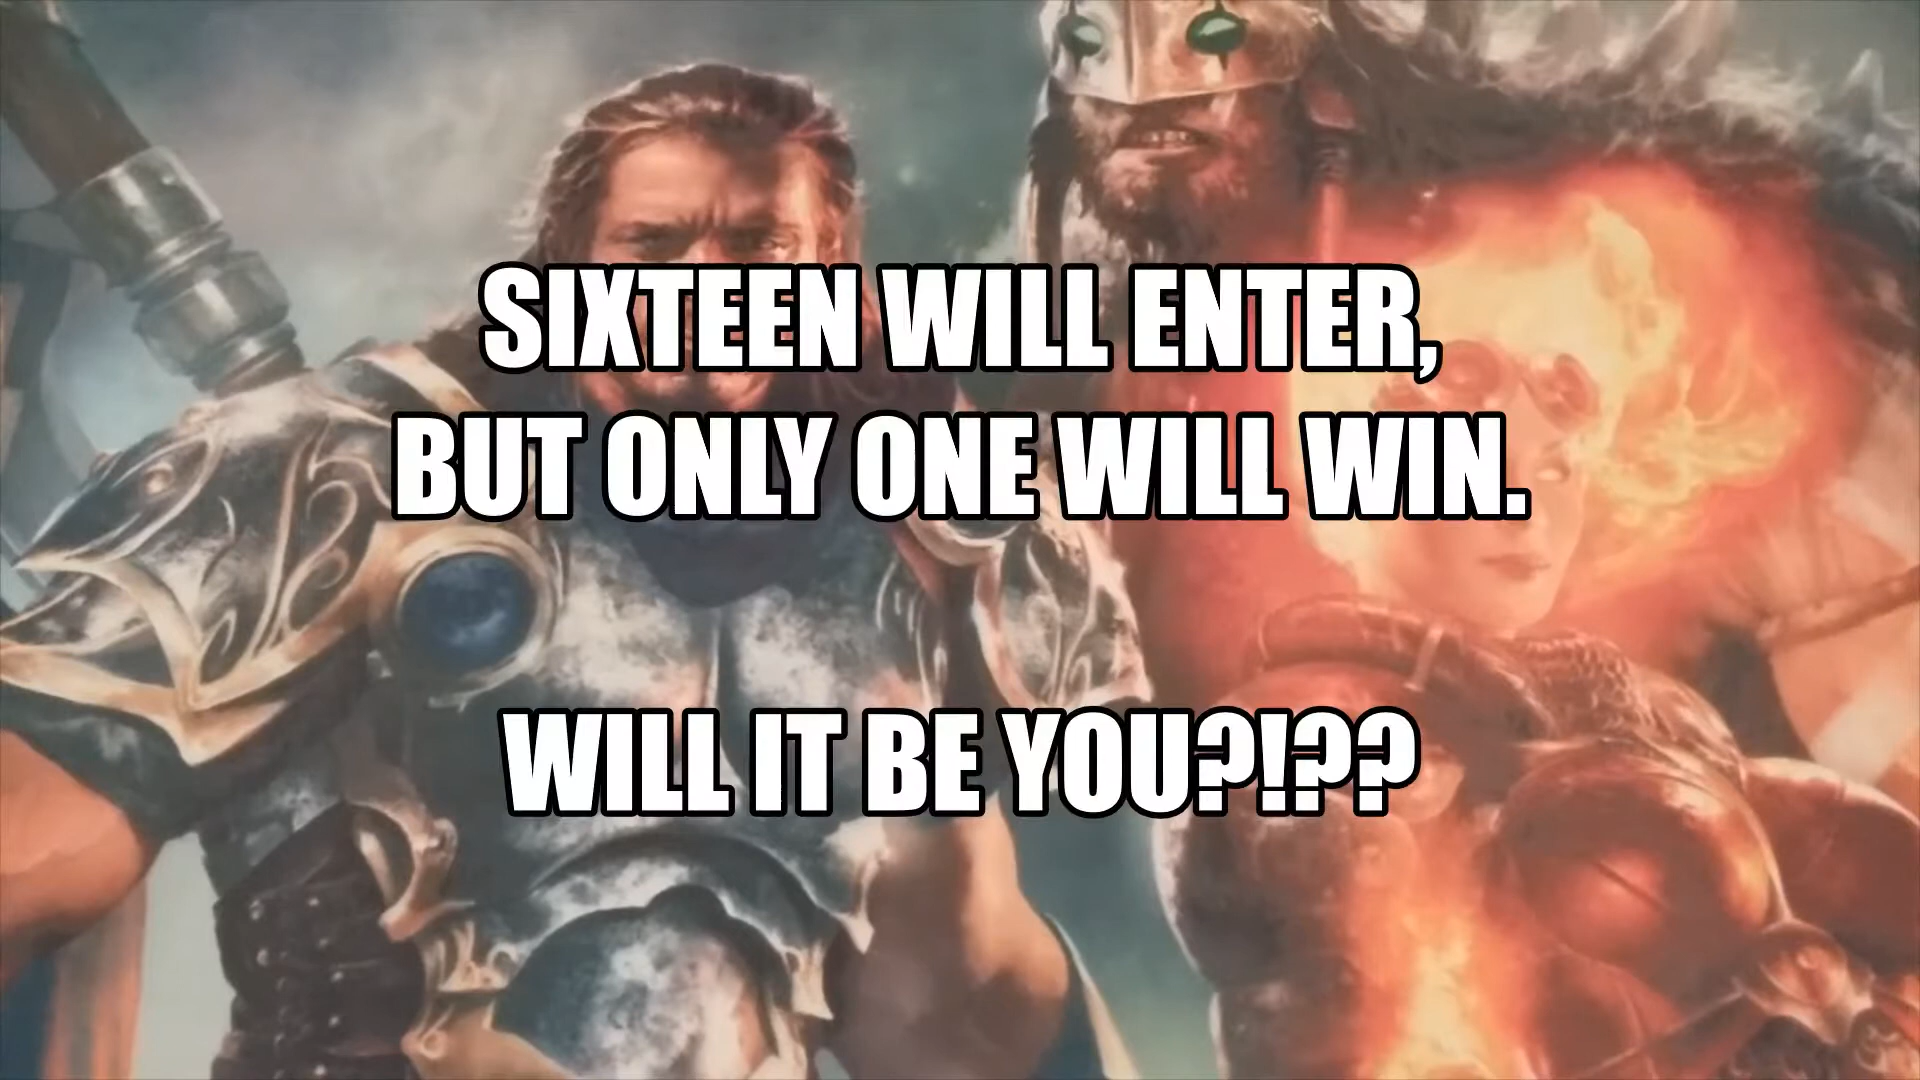 SIXTEEN WILL ENTER,
BUT ONLY ONE WILL WIN.
WILL IT BE YOU?!??